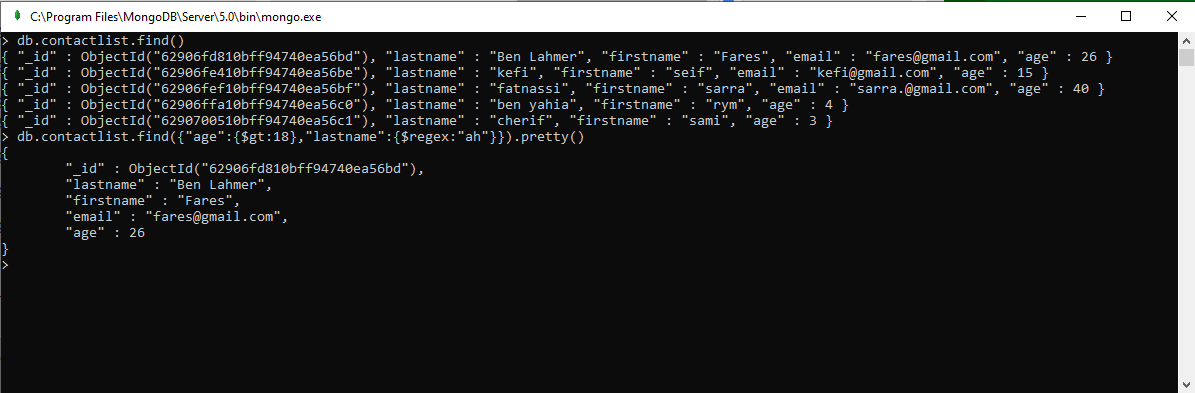 C:\Program Files\MongoDB\Server\5.0\bin\mongo.exe
> db.contactlist.find()
{ "_id" : ObjectId("62906fd810bff94740ea56bd"), "lastname" : "Ben Lahmer", "firstname" : "Fares", "email" : "fares@gmail.com", "age" : 26 }
{ "_id" : ObjectId("62906fe410bff94740ea56be"), "lastname" : "kefi", "firstname" : "seif", "email" : "kefi@gmail.com", "age" : 15 }
{ "_id" : ObjectId("62906fef10bff94740ea56bf"), "lastname" : "fatnassi", "firstname" : "sarra", "email" : "sarra.@gmail.com", "age" : 40 }
{ "_id" : ObjectId("62906ffa10bff94740ea56c0"), "lastname" : "ben yahia", "firstname" : "rym", "age" : 4 }
{ "_id" : ObjectId("6290700510bff94740ea56c1"), "lastname" : "cherif", "firstname" : "sami", "age" : 3 }
> db.contactlist.find({"age":{$gt:18},"lastname":{$regex:"ah"}}).pretty()
{
        "_id" : ObjectId("62906fd810bff94740ea56bd"),
        "lastname" : "Ben Lahmer",
        "firstname" : "Fares",
        "email" : "fares@gmail.com",
        "age" : 26
}
>